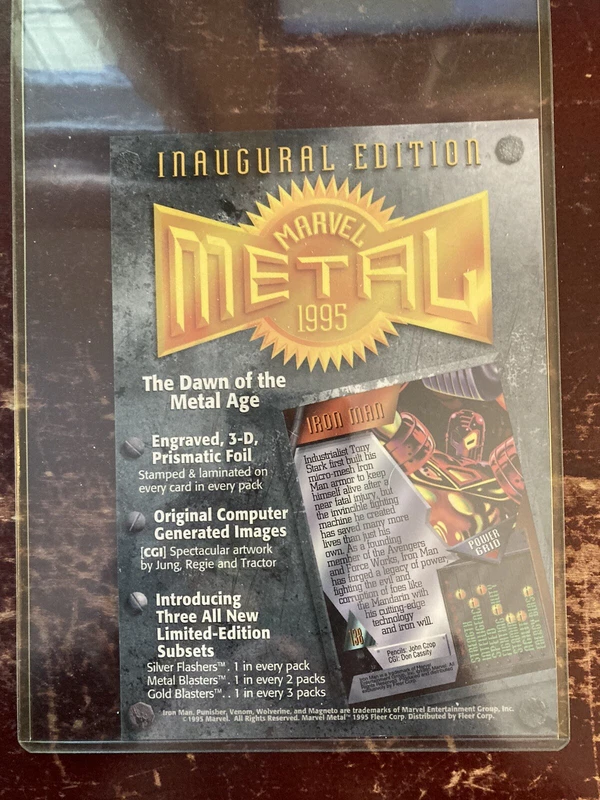 INAUGURAL EDITION
MARVEL
METAL
1995
The Dawn of the
Metal Age
Engraved, 3-D,
Prismatic Foil
Stamped & laminated on
every card in every pack
Original Computer
Generated Images
[CGI] Spectacular artwork
by Jung, Regie and Tractor
Introducing
Three All New
Limited-Edition
Subsets
Silver Flashers™. 1 in every pack
Metal Blasters™. 1 in every 2 packs
Gold Blasters™. . 1 in every 3 packs
IRON MAN
Industrialist Tony
Stark first built his
micro-mesh Iron
Man armor to keep
himself alive after a
near fatal injury, but
the invincible fighting
machine he created
has saved many more
lives than just his
own. As a founding
member of the Avengers
and Force Works, Iron Man
has forged a legacy of power,
fighting the evil and
corruption of foes like
the Mandarin with
his cutting-edge
technology
and iron will.
POWER
GRID
138
Pencils: John Czop
CGI: Don Cassity
Iron Man, Punisher, Venom, Wolverine, and Magneto are trademarks of Marvel Entertainment Group, Inc.
©1995 Marvel. All Rights Reserved. Marvel Metal™ 1995 Fleer Corp. Distributed by Fleer Corp.